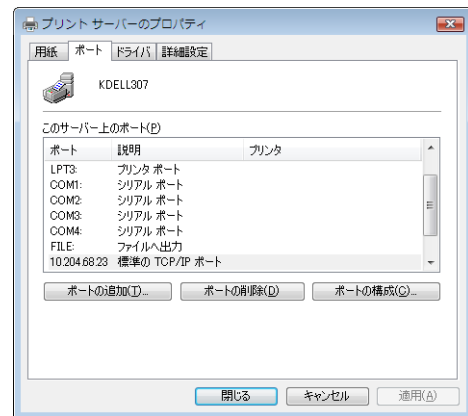 プリント サーバーのプロパティ
用紙 ポート ドライバ 詳細設定
KDELL307
このサーバー上のポート(P)
ポート 説明 プリンタ
LPT3: プリンタ ポート
COM1: シリアル ポート
COM2: シリアル ポート
COM3: シリアル ポート
COM4: シリアル ポート
FILE: ファイルへ出力
10.204.68.23 標準の TCP/IP ポート
ポートの追加(T)... ポートの削除(D) ポートの構成(C)...
閉じる キャンセル 適用(A)